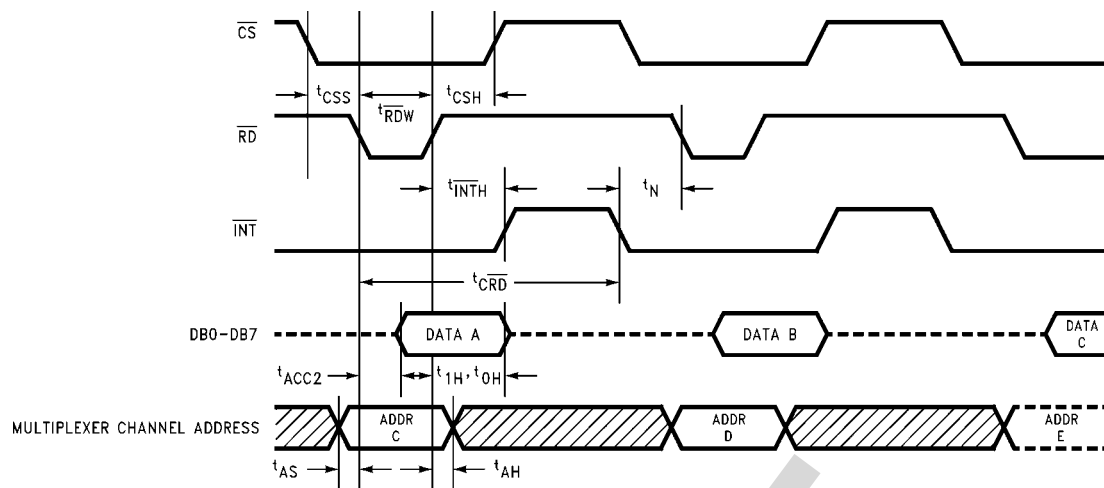 CS
tCSS tRDW tCSH
RD
tINTH tN
INT
tCRD
DB0-DB7 DATA A DATA B DATA C
tACC2 t1H, t0H
MULTIPLEXER CHANNEL ADDRESS ADDR C ADDR D ADDR E
tAS tAH